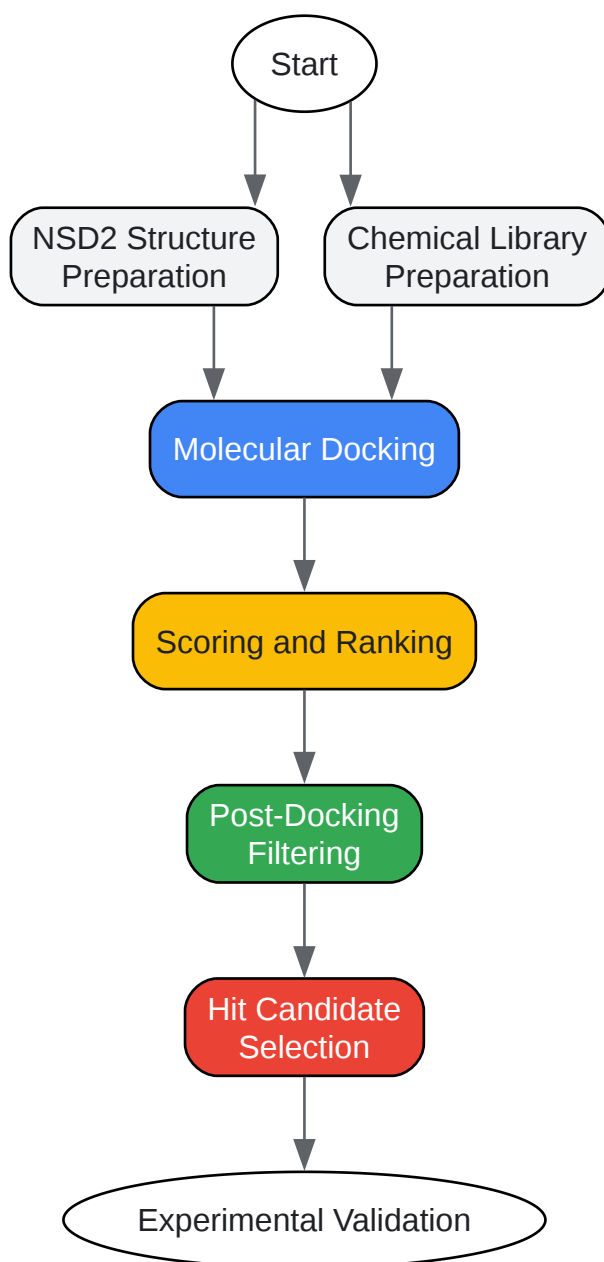 Start
NSD2 Structure
Preparation
Chemical Library
Preparation
Molecular Docking
Scoring and Ranking
Post-Docking
Filtering
Hit Candidate
Selection
Experimental Validation